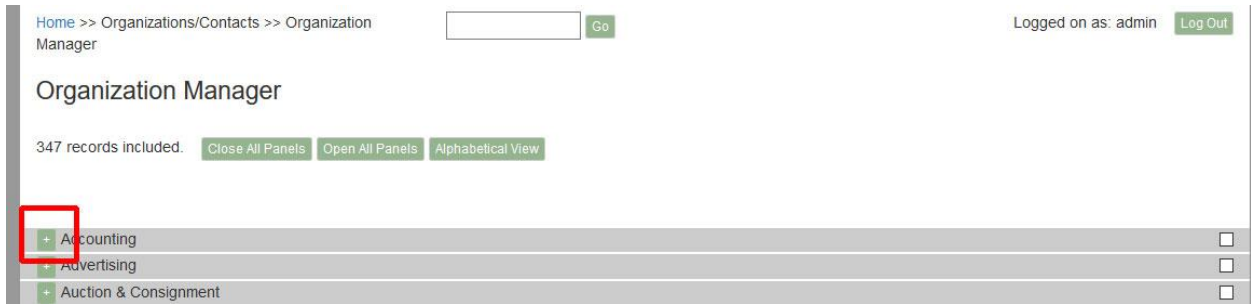 Home >> Organizations/Contacts >> Organization Manager
Go
Logged on as: admin
Log Out
Organization Manager
347 records included.
Close All Panels
Open All Panels
Alphabetical View
+ Accounting
+ Advertising
+ Auction & Consignment